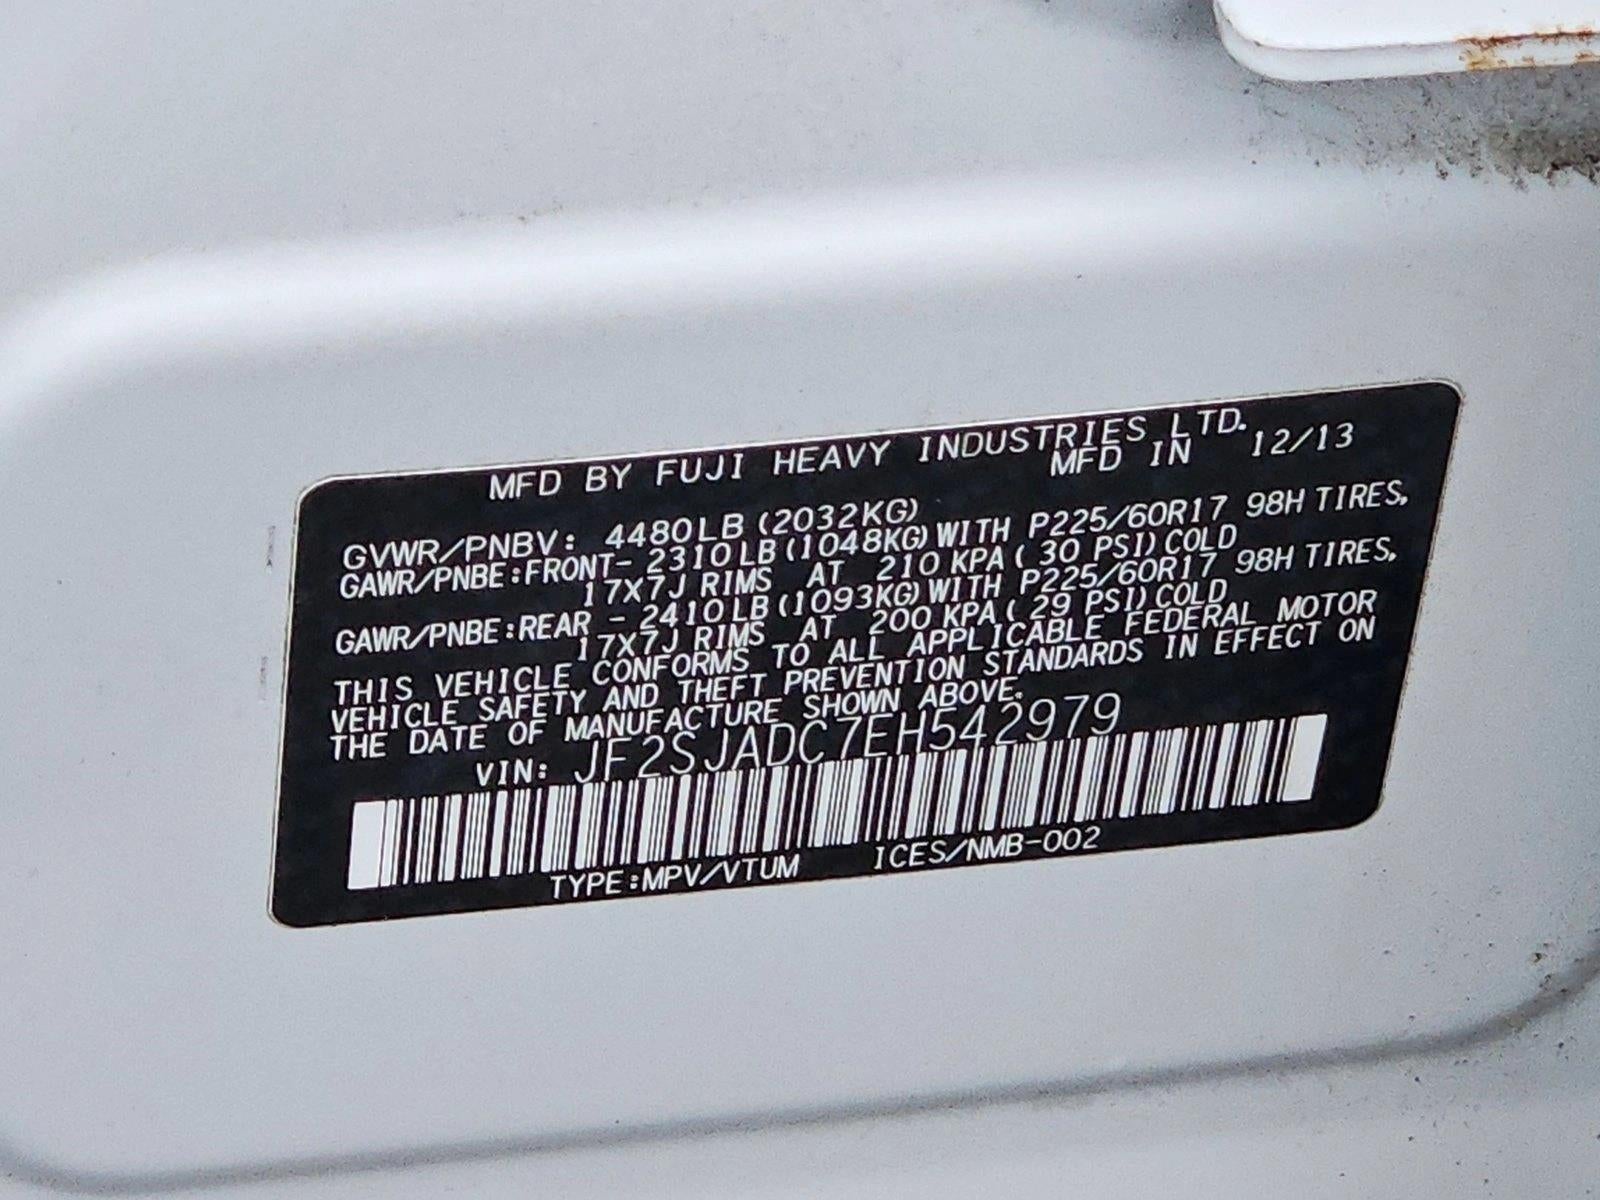 MFD BY FUJI HEAVY INDUSTRIES LTD.
MFD IN 12/13
GVWR/PNBV: 4480LB (2032KG)
GAWR/PNBE:FRONT- 2310LB (1048KG) WITH P225/60R17 98H TIRES,
17X7J RIMS AT 210 KPA ( 30 PSI) COLD
GAWR/PNBE:REAR - 2410LB (1093KG) WITH P225/60R17 98H TIRES,
17X7J RIMS AT 200 KPA ( 29 PSI) COLD
THIS VEHICLE CONFORMS TO ALL APPLICABLE FEDERAL MOTOR
VEHICLE SAFETY AND THEFT PREVENTION STANDARDS IN EFFECT ON
THE DATE OF MANUFACTURE SHOWN ABOVE.
VIN: JF2SJADC7EH542979
TYPE:MPV/VTUM ICES/NMB-002